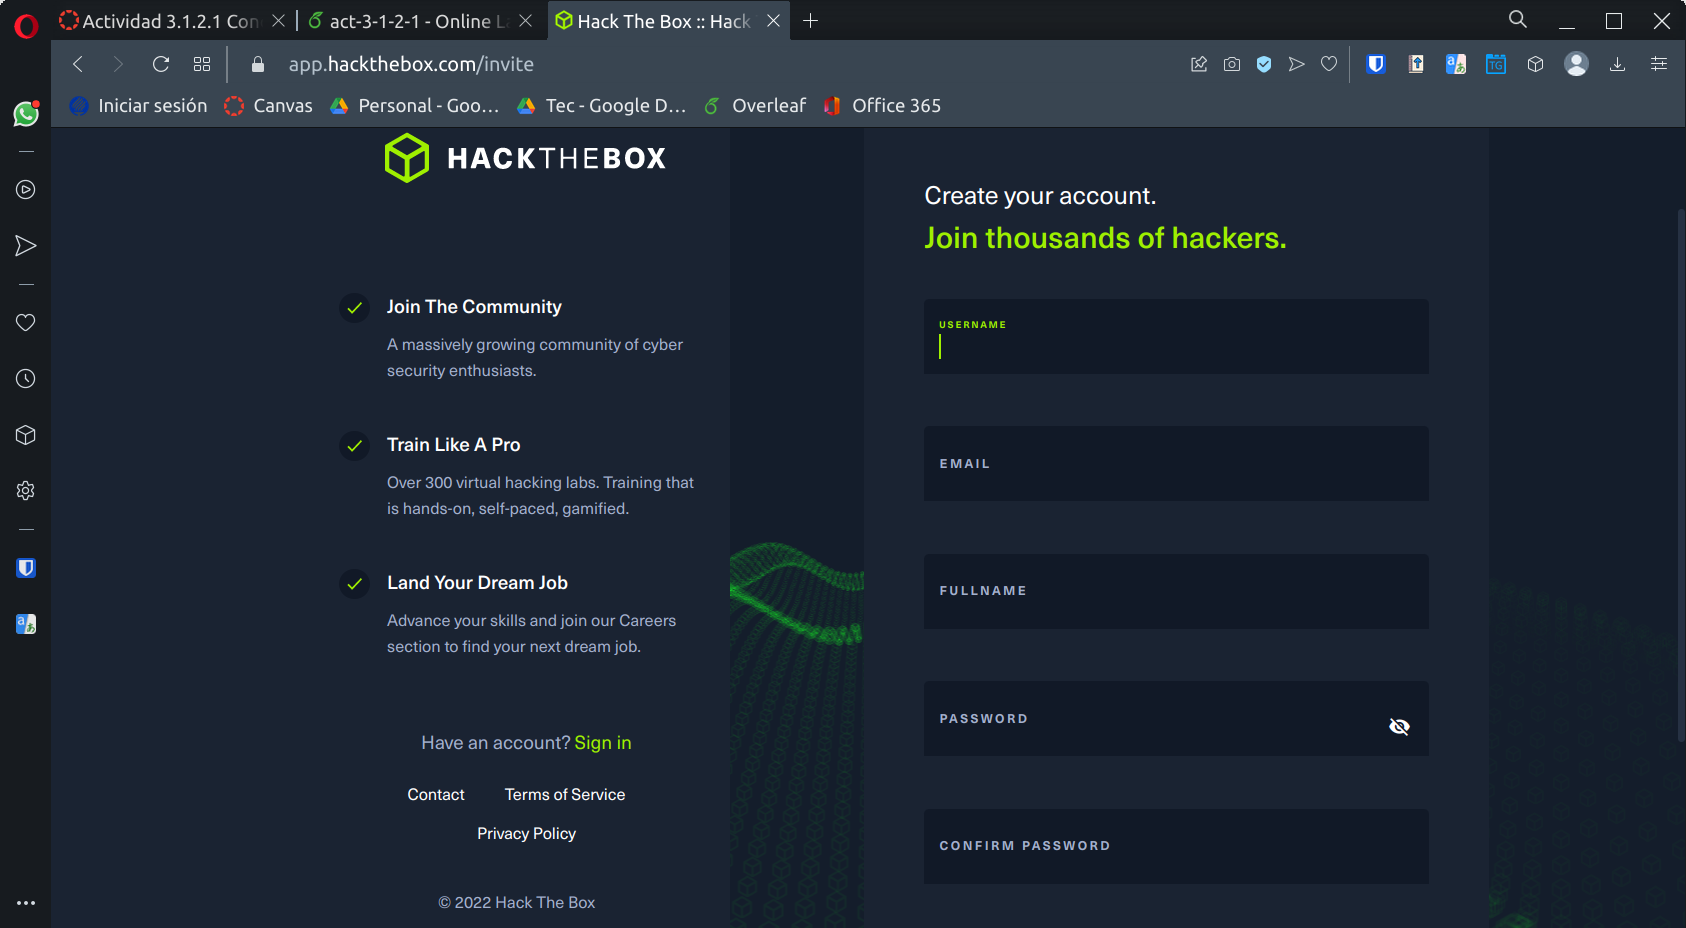 Actividad 3.1.2.1 Con
act-3-1-2-1 - Online L
Hack The Box :: Hack
app.hackthebox.com/invite
Iniciar sesión
Canvas
Personal - Goo...
Tec - Google D...
Overleaf
Office 365
HACKTHEBOX
Join The Community
A massively growing community of cyber
security enthusiasts.
Train Like A Pro
Over 300 virtual hacking labs. Training that
is hands-on, self-paced, gamified.
Land Your Dream Job
Advance your skills and join our Careers
section to find your next dream job.
Have an account? Sign in
Contact Terms of Service
Privacy Policy
© 2022 Hack The Box
Create your account.
Join thousands of hackers.
USERNAME
EMAIL
FULLNAME
PASSWORD
CONFIRM PASSWORD
TG